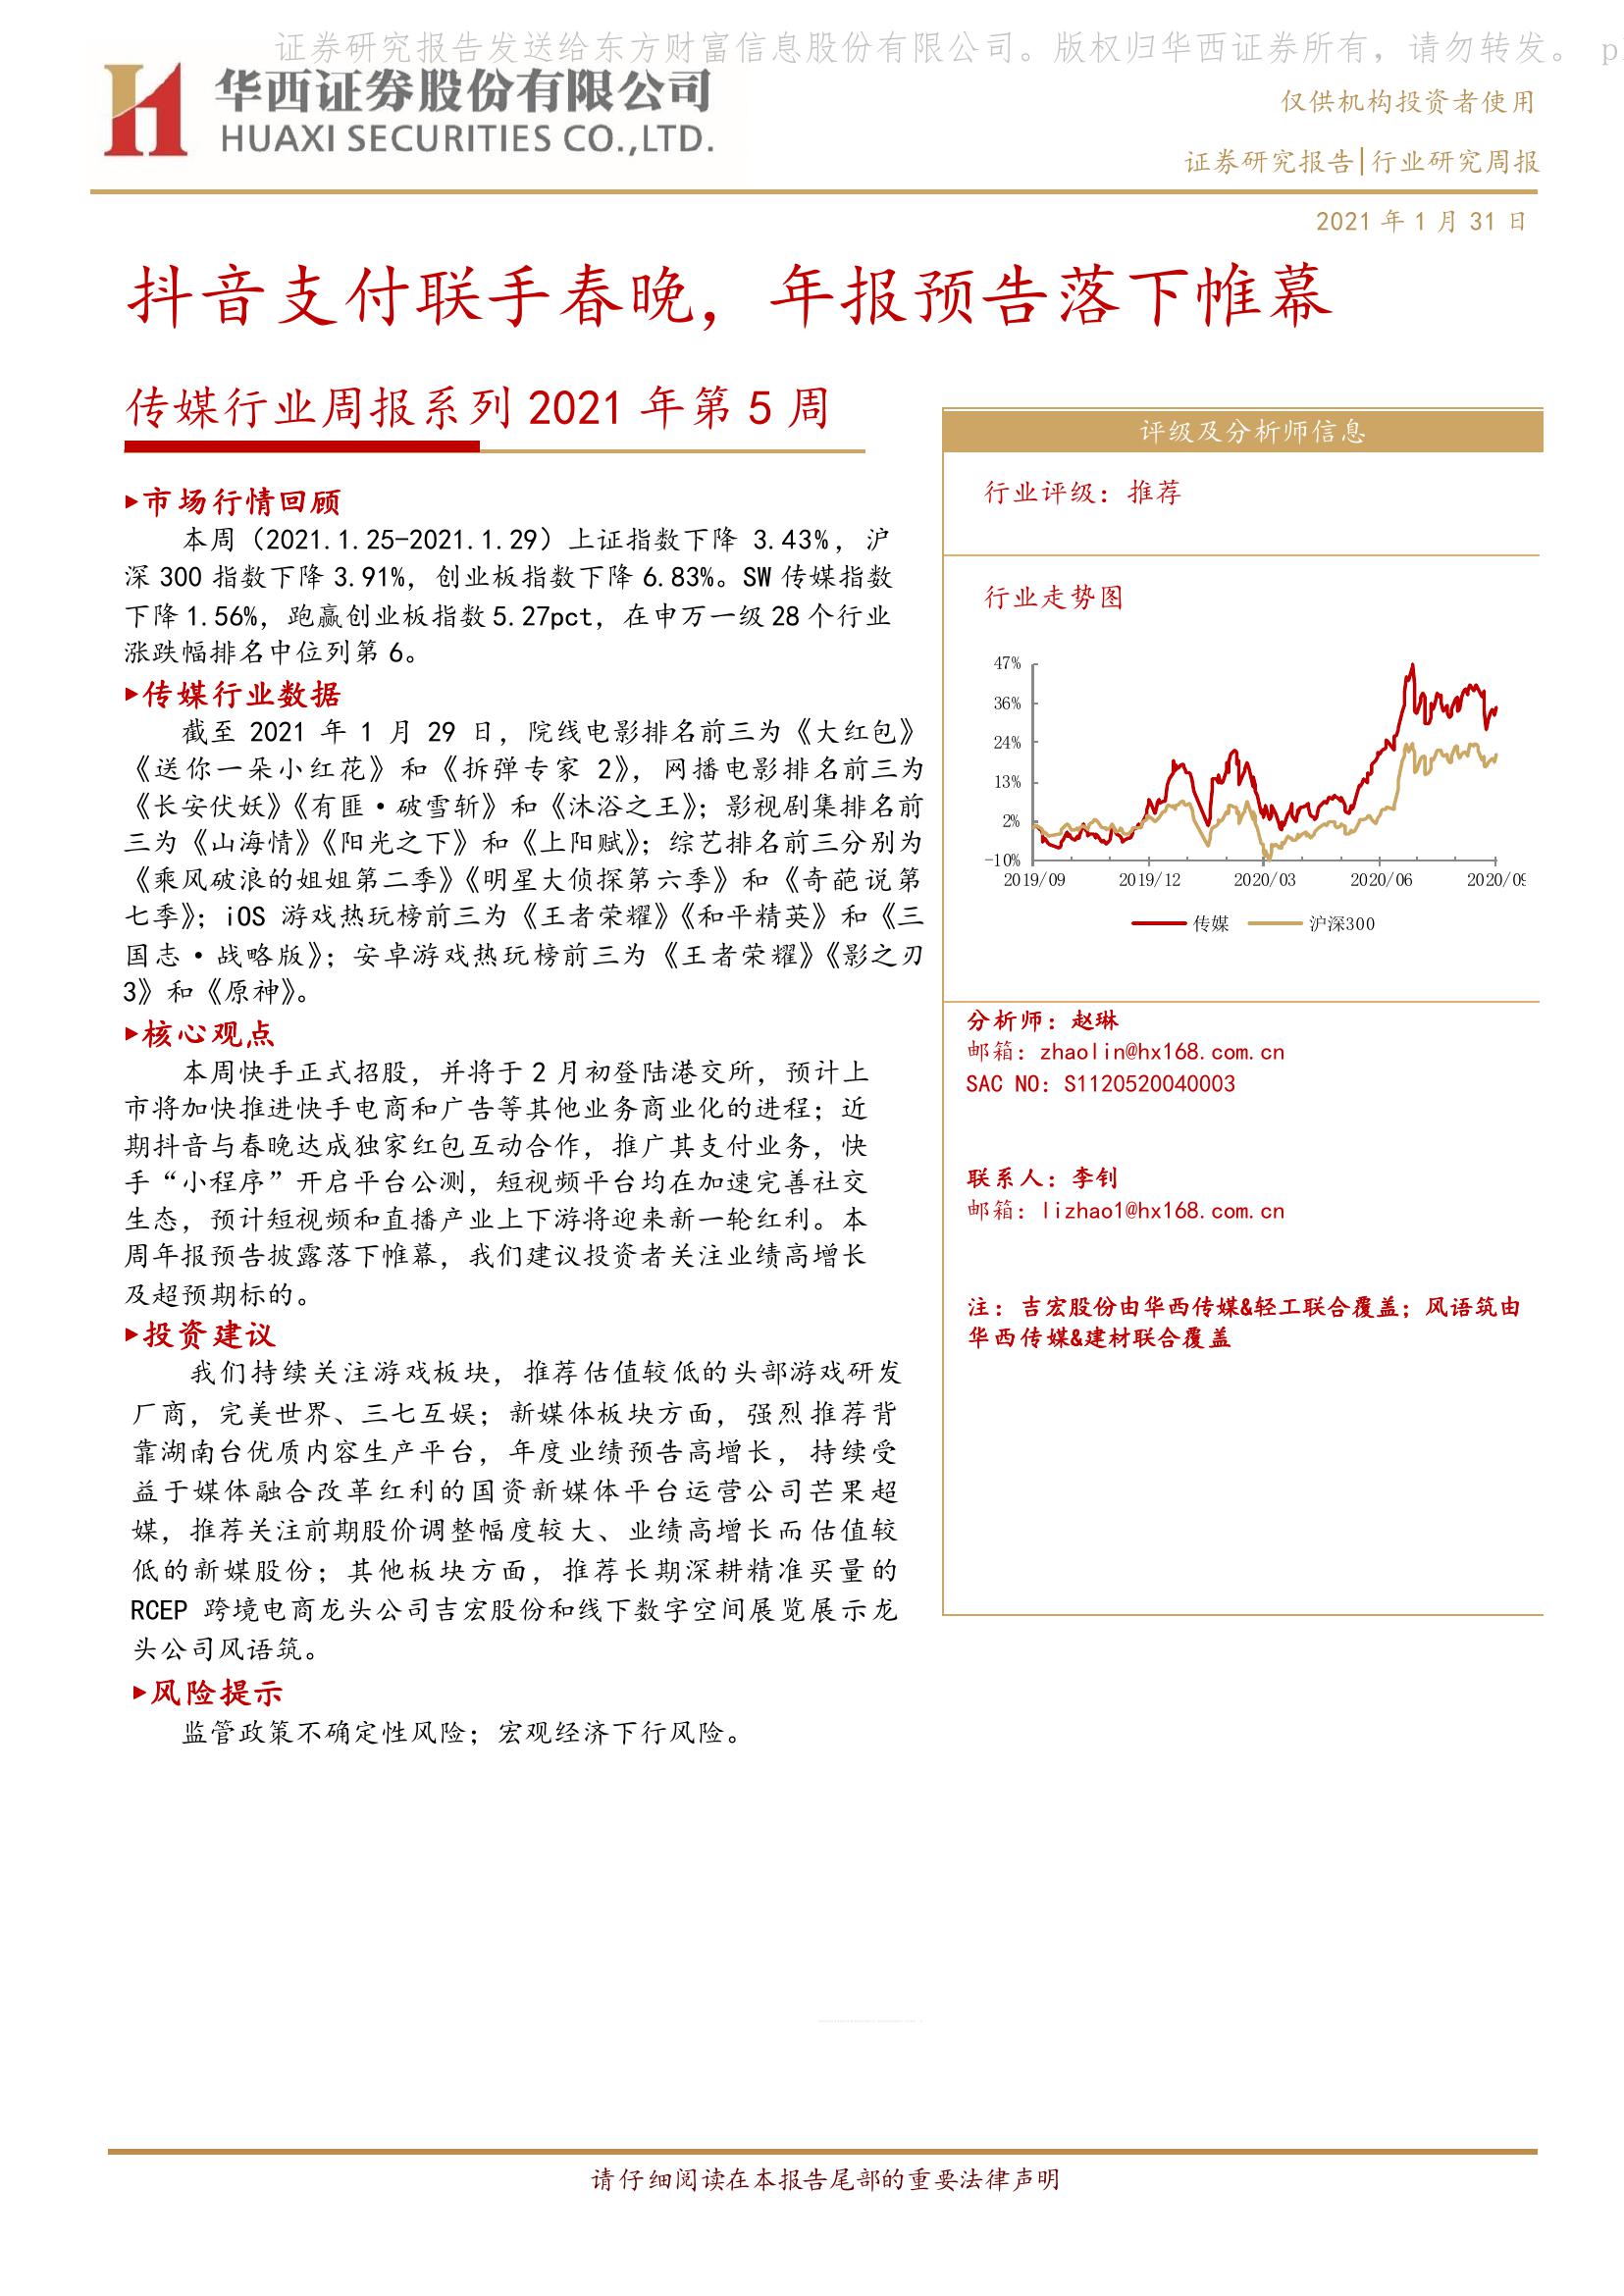 证券研究报告发送给东方财富信息股份有限公司。版权归华西证券所有，请勿转发。 p
华西证券股份有限公司
HUAXI SECURITIES CO.,LTD.
仅供机构投资者使用
证券研究报告|行业研究周报
2021 年 1 月 31 日
抖音支付联手春晚，年报预告落下帷幕
传媒行业周报系列 2021 年第 5 周
▸市场行情回顾
本周（2021.1.25-2021.1.29）上证指数下降 3.43%，沪
深 300 指数下降 3.91%，创业板指数下降 6.83%。SW 传媒指数
下降 1.56%，跑赢创业板指数 5.27pct，在申万一级 28 个行业
涨跌幅排名中位列第 6。
▸传媒行业数据
截至 2021 年 1 月 29 日，院线电影排名前三为《大红包》
《送你一朵小红花》和《拆弹专家 2》，网播电影排名前三为
《长安伏妖》《有匪·破雪斩》和《沐浴之王》；影视剧集排名前
三为《山海情》《阳光之下》和《上阳赋》；综艺排名前三分别为
《乘风破浪的姐姐第二季》《明星大侦探第六季》和《奇葩说第
七季》；iOS 游戏热玩榜前三为《王者荣耀》《和平精英》和《三
国志·战略版》；安卓游戏热玩榜前三为《王者荣耀》《影之刃
3》和《原神》。
▸核心观点
本周快手正式招股，并将于 2 月初登陆港交所，预计上
市将加快推进快手电商和广告等其他业务商业化的进程；近
期抖音与春晚达成独家红包互动合作，推广其支付业务，快
手“小程序”开启平台公测，短视频平台均在加速完善社交
生态，预计短视频和直播产业上下游将迎来新一轮红利。本
周年报预告披露落下帷幕，我们建议投资者关注业绩高增长
及超预期标的。
▸投资建议
我们持续关注游戏板块，推荐估值较低的头部游戏研发
厂商，完美世界、三七互娱；新媒体板块方面，强烈推荐背
靠湖南台优质内容生产平台，年度业绩预告高增长，持续受
益于媒体融合改革红利的国资新媒体平台运营公司芒果超
媒，推荐关注前期股价调整幅度较大、业绩高增长而估值较
低的新媒股份；其他板块方面，推荐长期深耕精准买量的
RCEP 跨境电商龙头公司吉宏股份和线下数字空间展览展示龙
头公司风语筑。
▸风险提示
监管政策不确定性风险；宏观经济下行风险。
评级及分析师信息
行业评级：推荐
行业走势图
47%
36%
24%
13%
2%
-10%
2019/09 2019/12 2020/03 2020/06 2020/09
传媒 沪深300
分析师：赵琳
邮箱：zhaolin@hx168.com.cn
SAC NO：S1120520040003
联系人：李钊
邮箱：lizhao1@hx168.com.cn
注：吉宏股份由华西传媒&轻工联合覆盖；风语筑由
华西传媒&建材联合覆盖
请仔细阅读在本报告尾部的重要法律声明